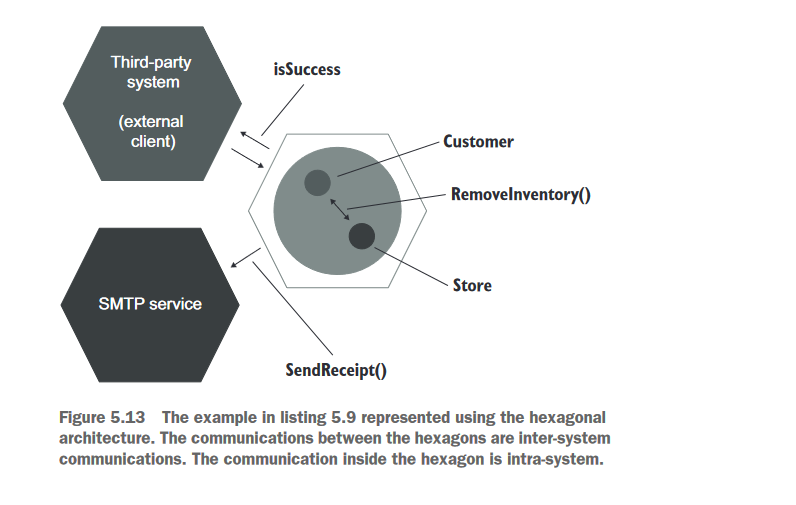 Third-party
system
(external
client)
isSuccess
Customer
RemoveInventory()
Store
SMTP service
SendReceipt()
Figure 5.13 The example in listing 5.9 represented using the hexagonal
architecture. The communications between the hexagons are inter-system
communications. The communication inside the hexagon is intra-system.